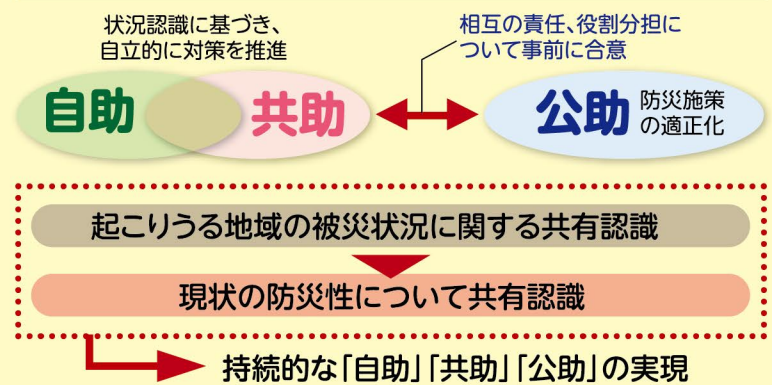 状況認識に基づき、
自立的に対策を推進
相互の責任、役割分担に
ついて事前に合意
自助
共助
公助
防災施策
の適正化
起こりうる地域の被災状況に関する共有認識
現状の防災性について共有認識
持続的な「自助」「共助」「公助」の実現